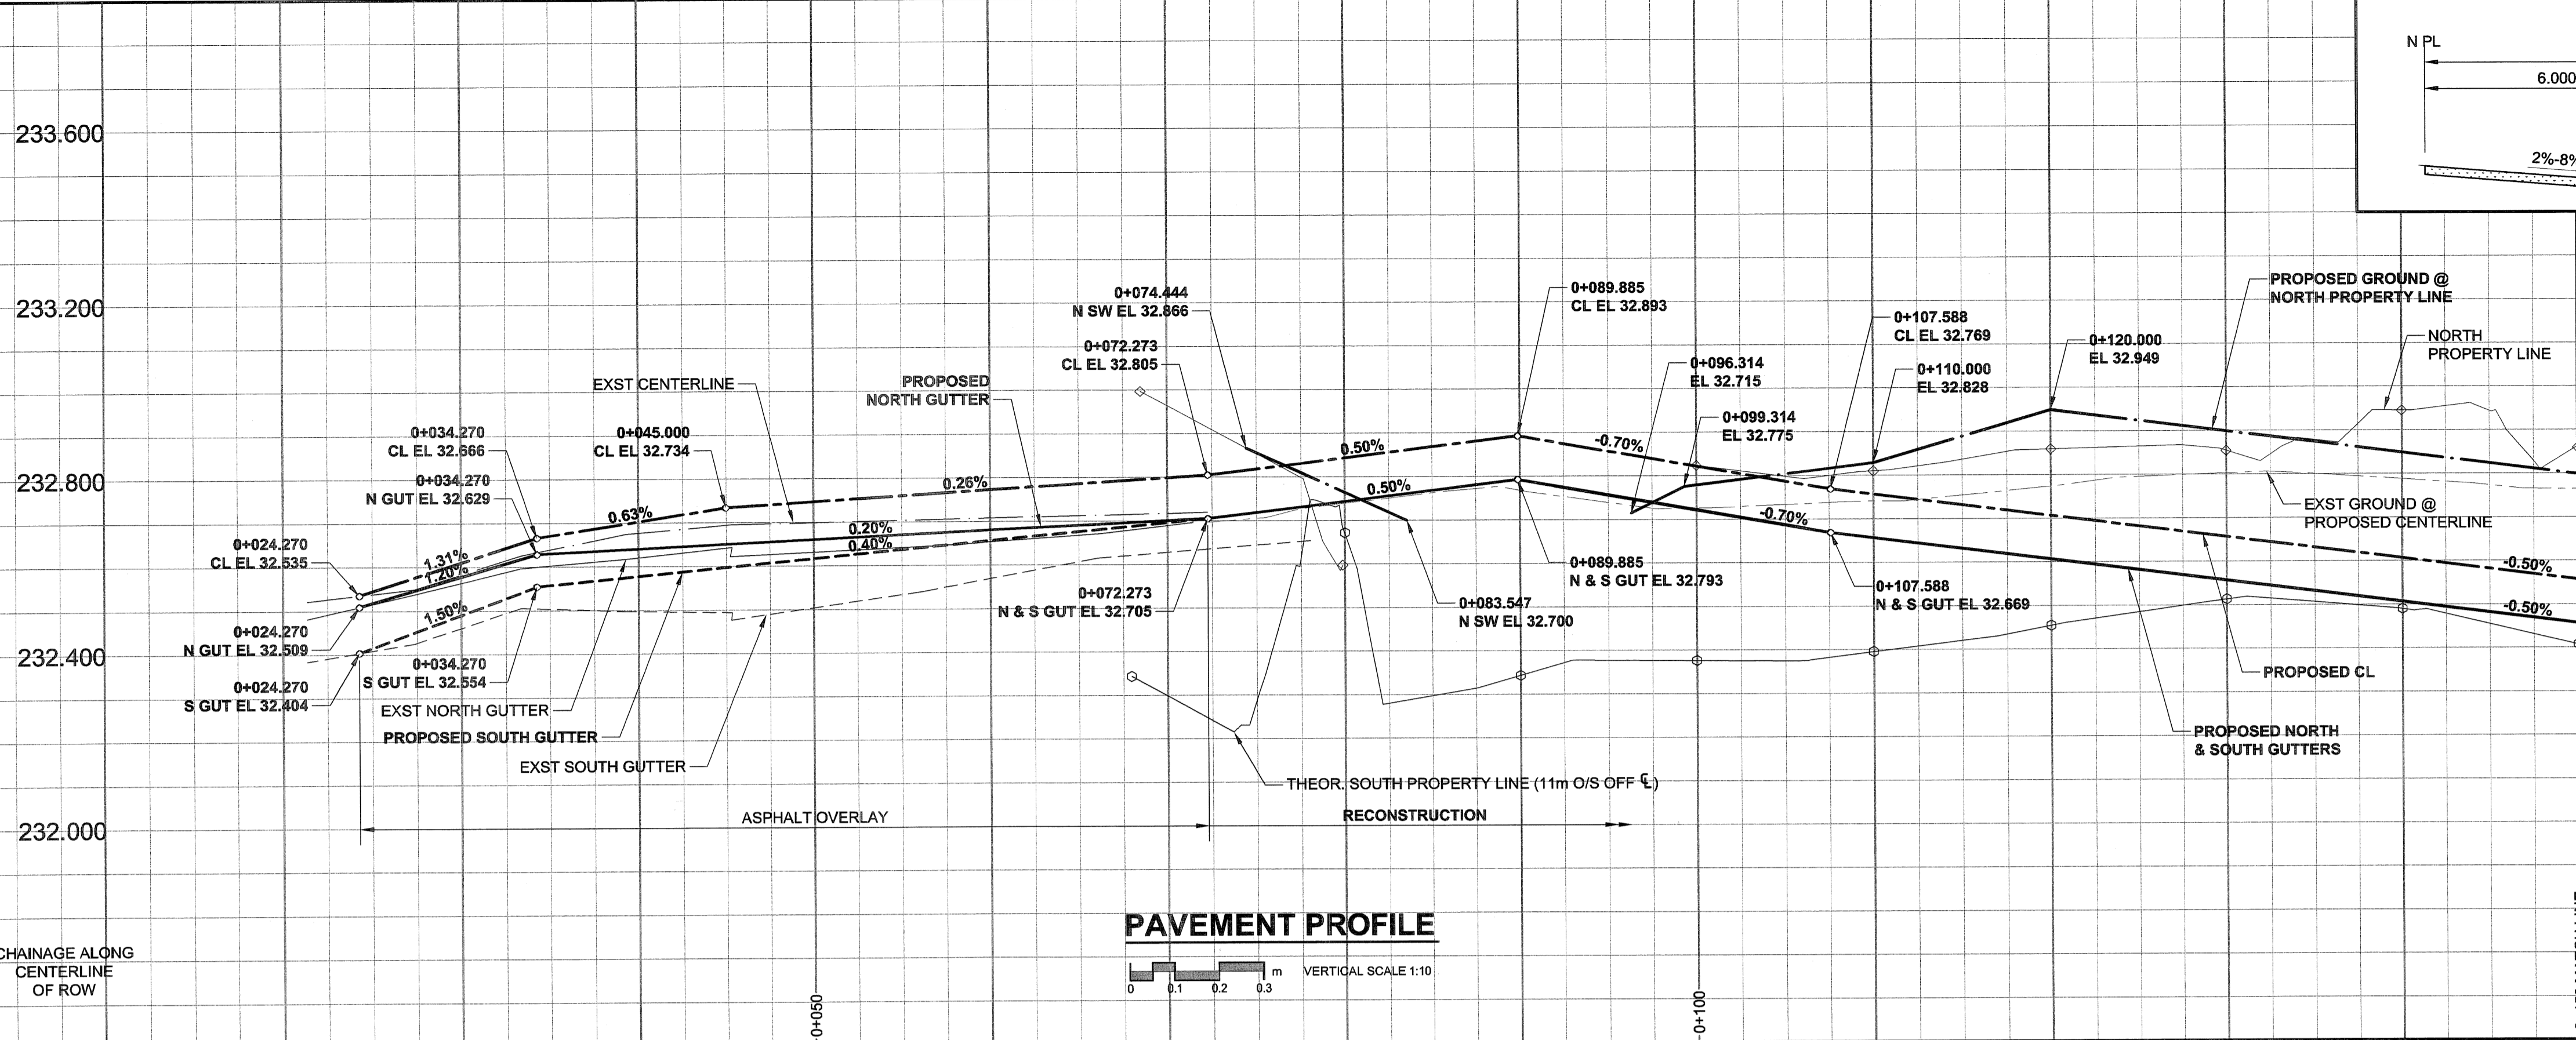 N PL
6.000
2%-8%
233.600
233.200
232.800
232.400
232.000
0+024.270
CL EL 32.535
0+024.270
N GUT EL 32.509
0+024.270
S GUT EL 32.404
0+034.270
CL EL 32.666
0+034.270
N GUT EL 32.629
0+034.270
S GUT EL 32.554
0+045.000
CL EL 32.734
EXST CENTERLINE
PROPOSED
NORTH GUTTER
EXST NORTH GUTTER
PROPOSED SOUTH GUTTER
EXST SOUTH GUTTER
1.31%
1.20%
1.50%
0.63%
0.26%
0.20%
0.40%
0+074.444
N SW EL 32.866
0+072.273
CL EL 32.805
0+072.273
N & S GUT EL 32.705
0.50%
0.50%
0+089.885
CL EL 32.893
0+089.885
N & S GUT EL 32.793
0+083.547
N SW EL 32.700
-0.70%
-0.70%
0+096.314
EL 32.715
0+099.314
EL 32.775
0+107.588
CL EL 32.769
0+110.000
EL 32.828
0+107.588
N & S GUT EL 32.669
0+120.000
EL 32.949
PROPOSED GROUND @
NORTH PROPERTY LINE
NORTH
PROPERTY LINE
EXST GROUND @
PROPOSED CENTERLINE
-0.50%
-0.50%
PROPOSED CL
PROPOSED NORTH
& SOUTH GUTTERS
THEOR. SOUTH PROPERTY LINE (11m O/S OFF ℄)
ASPHALT OVERLAY
RECONSTRUCTION
PAVEMENT PROFILE
0 0.1 0.2 0.3 m VERTICAL SCALE 1:10
CHAINAGE ALONG
CENTERLINE
OF ROW
0+050
0+100